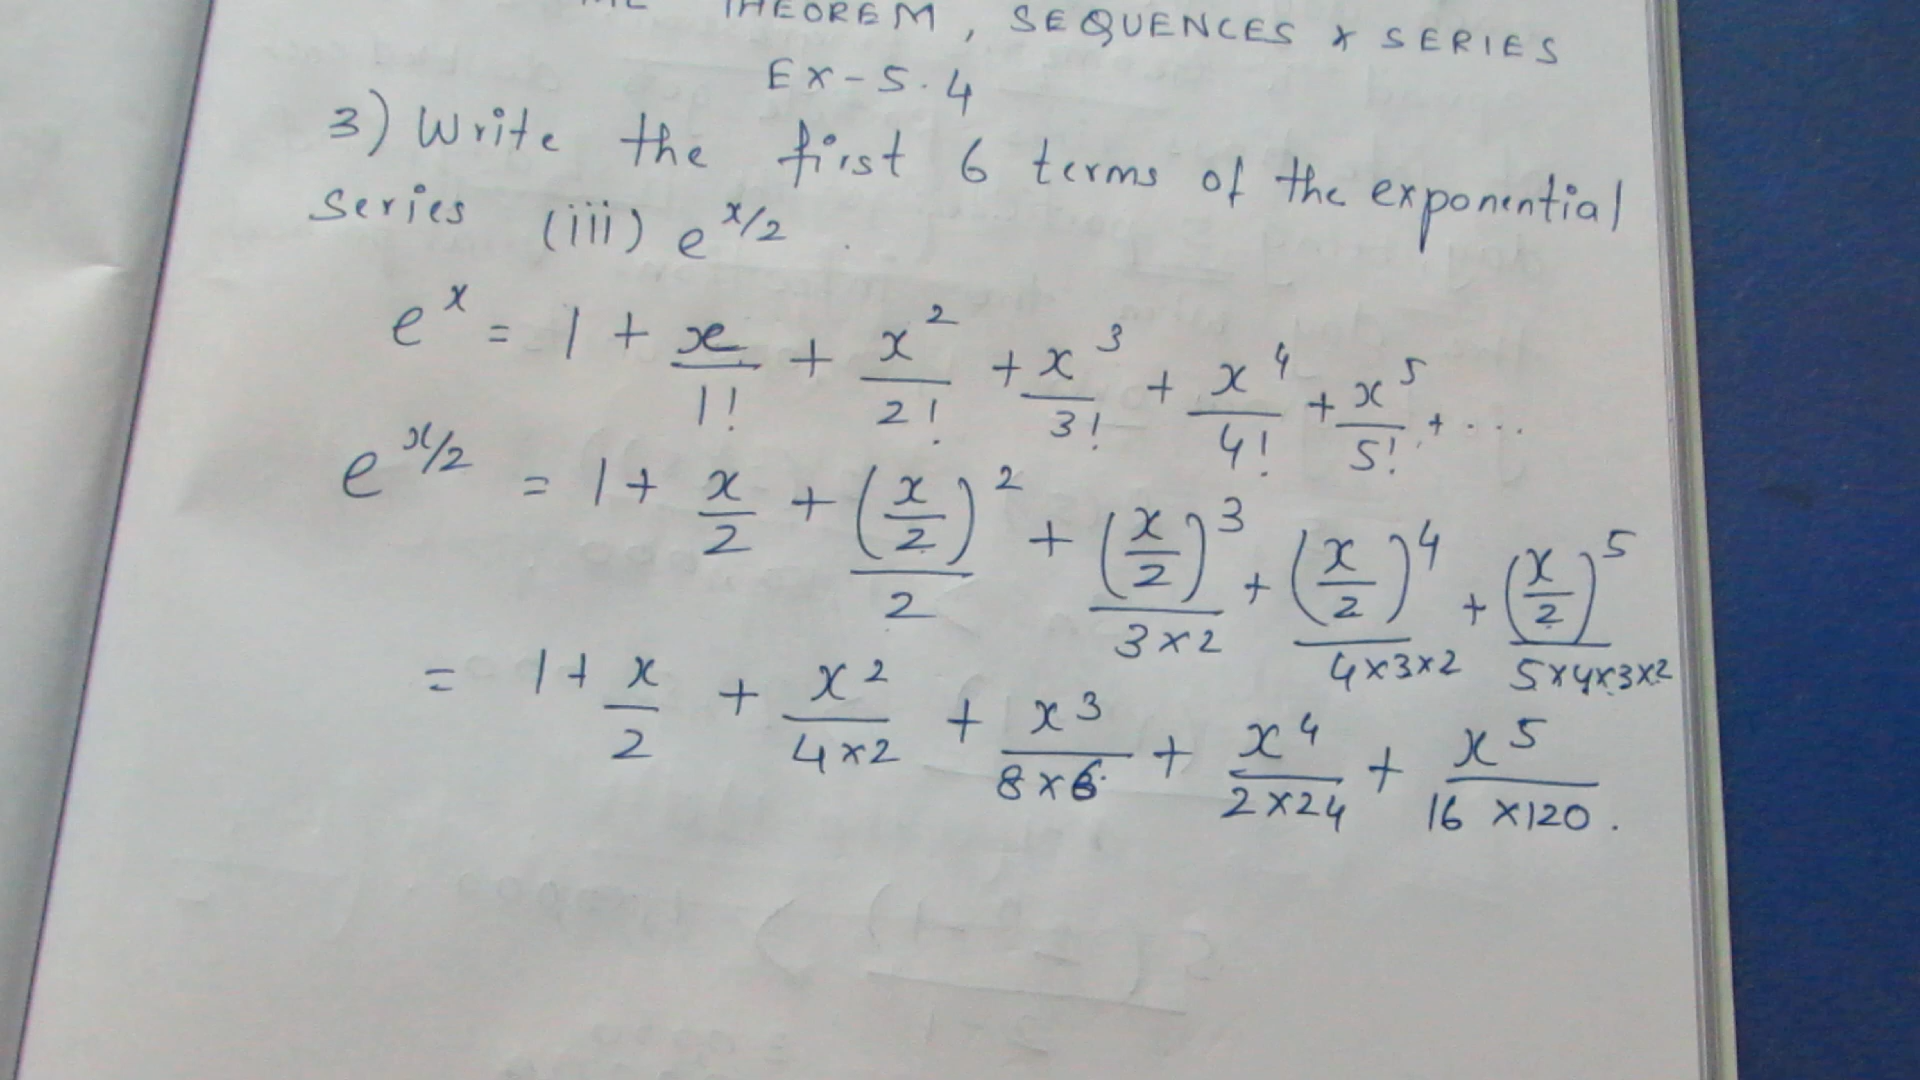 THEOREM, SEQUENCES & SERIES
Ex-5.4
3) Write the first 6 terms of the exponential
series (iii) e^x/2.
e^x = 1 + x/1! + x^2/2! + x^3/3! + x^4/4! + x^5/5! + ...
e^x/2 = 1 + x/2 + (x/2)^2/2 + (x/2)^3/3×2 + (x/2)^4/4×3×2 + (x/2)^5/5×4×3×2
= 1 + x/2 + x^2/4×2 + x^3/8×6 + x^4/2×24 + x^5/16×120.